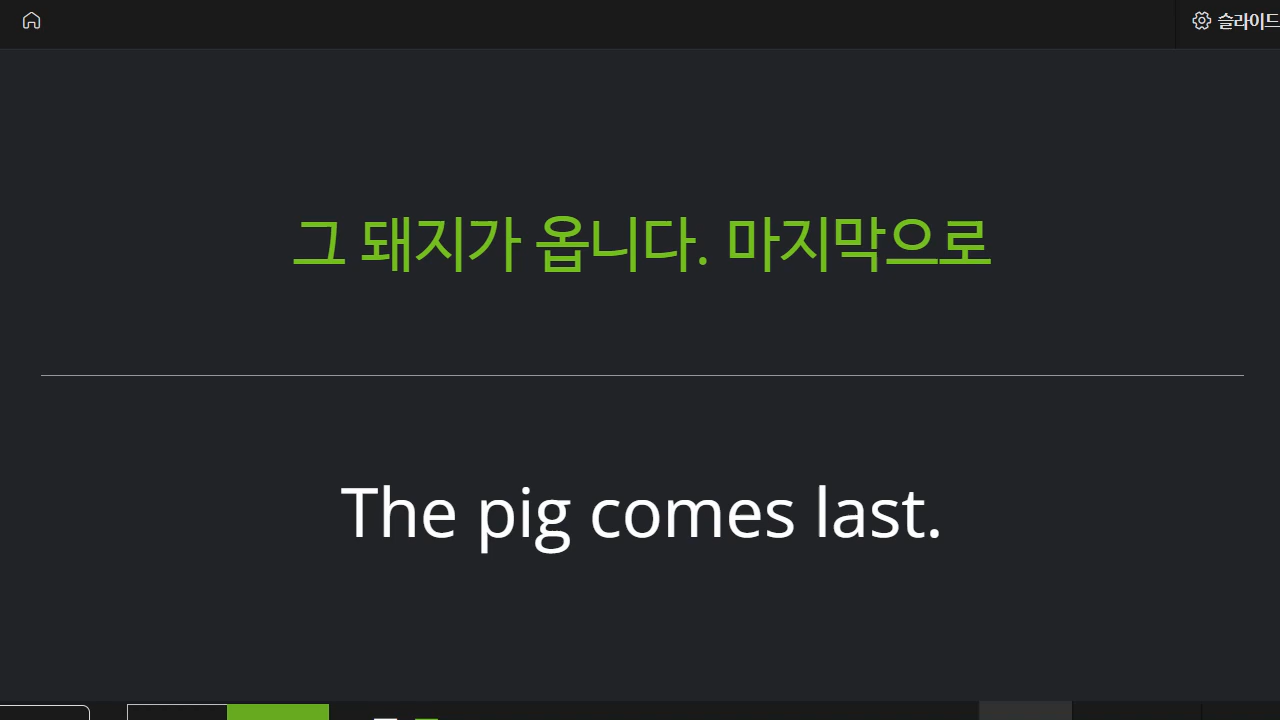 슬라이드
그 돼지가 옵니다. 마지막으로
The pig comes last.